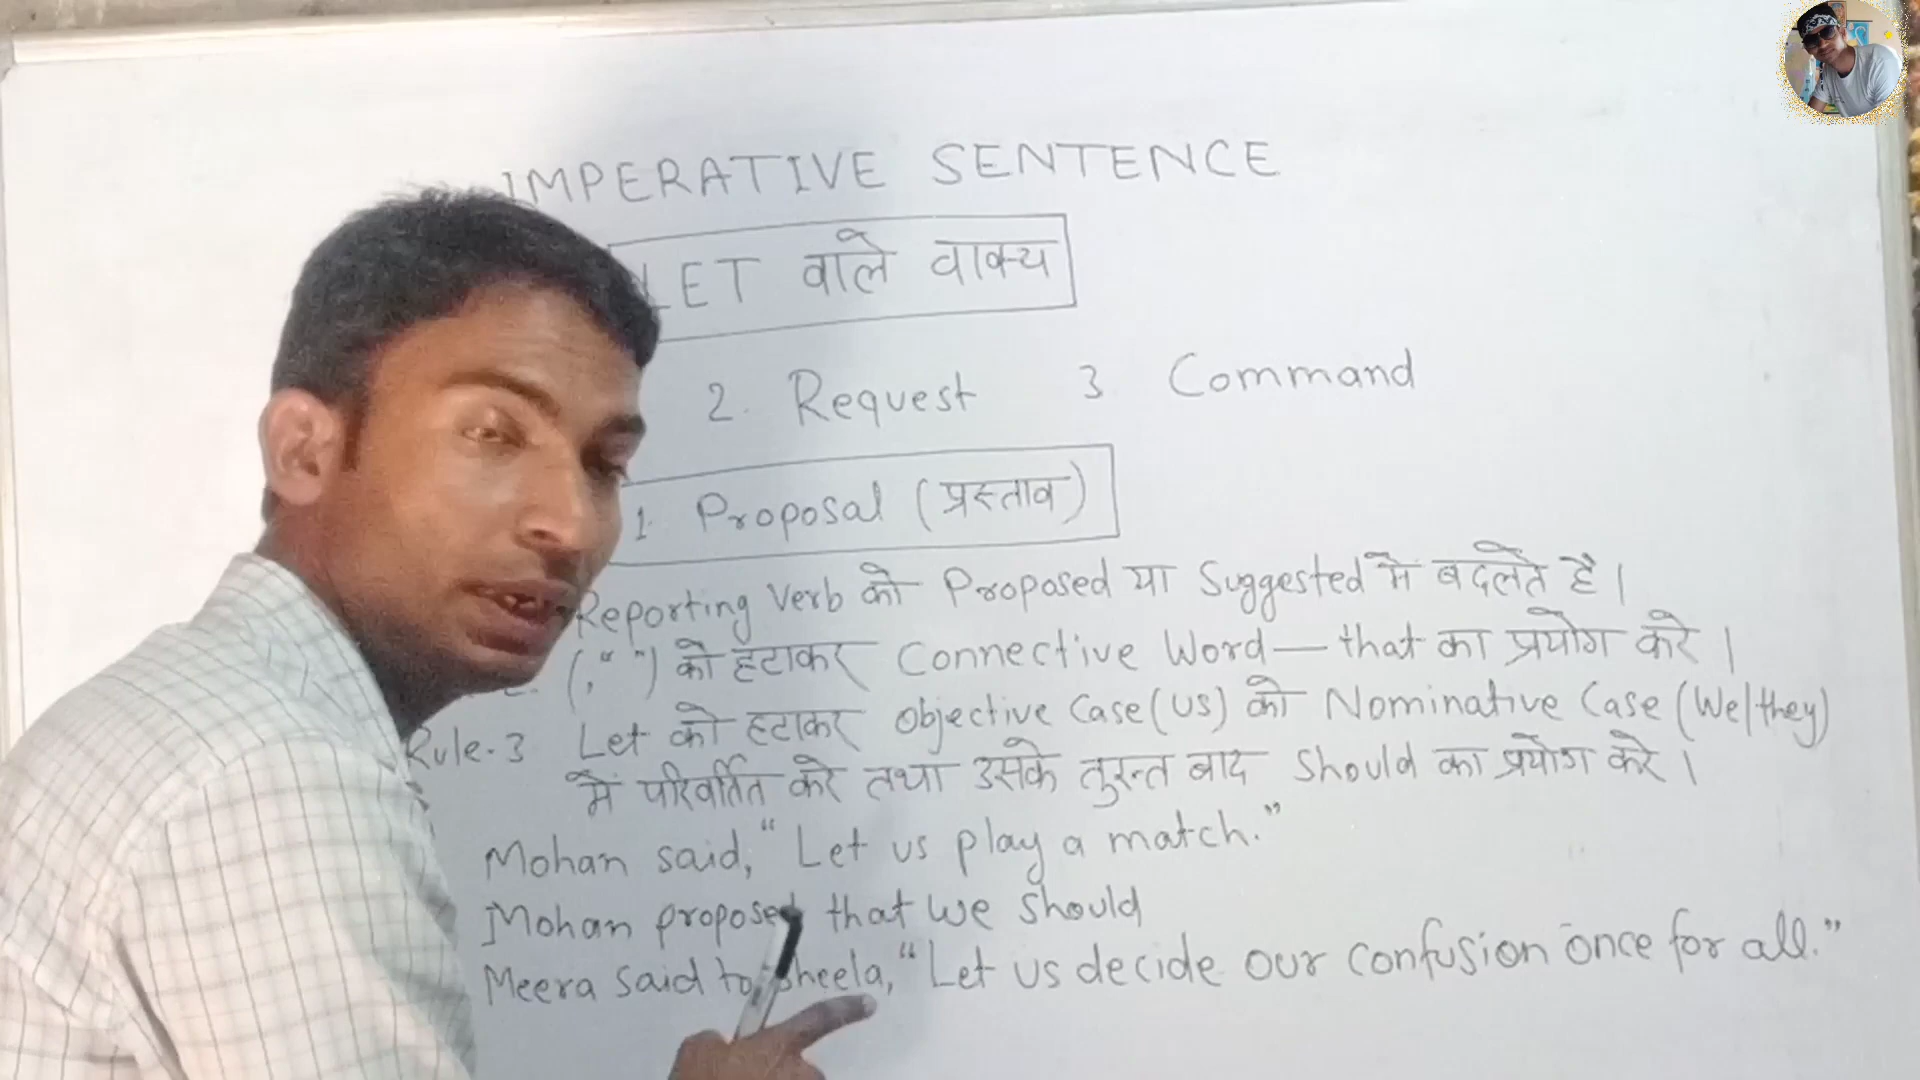 IMPERATIVE SENTENCE
LET वाले वाक्य
2. Request 3. Command
1. Proposal (प्रस्ताव)
Reporting Verb को Proposed या Suggested में बदलते है।
2. (, “ ”) को हटाकर Connective Word—that का प्रयोग करे।
Rule-3 Let को हटाकर Objective Case (us) को Nominative Case (We/they)
मे परिवर्तित करे तथा उसके तुरन्त बाद Should का प्रयोग करे।
Mohan said, “Let us play a match.”
Mohan proposed that we should
Meera said to Sheela, “Let us decide our confusion once for all.”